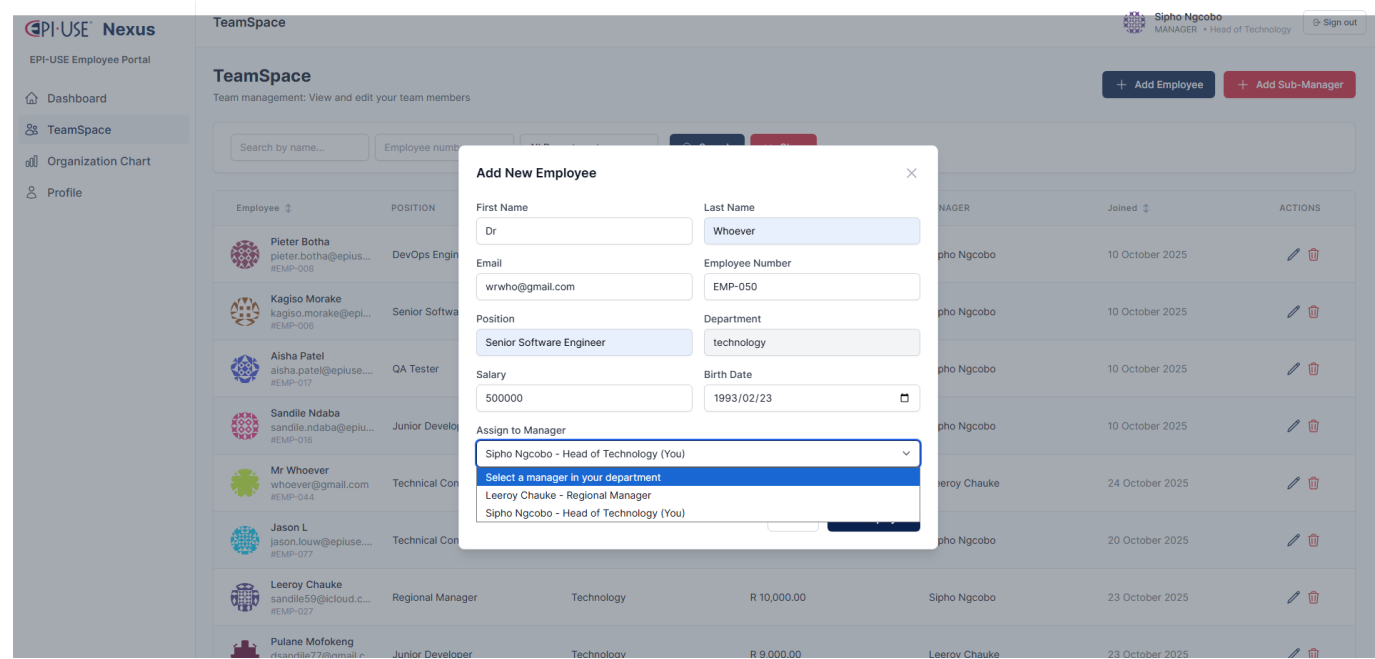 EPI·USE® Nexus
EPI-USE Employee Portal
Dashboard
TeamSpace
Organization Chart
Profile
TeamSpace
Sipho Ngcobo
MANAGER • Head of Technology
Sign out
TeamSpace
Team management: View and edit your team members
+ Add Employee
+ Add Sub-Manager
Search by name...
Employee numb
Employee
POSITION
NAGER
Joined
ACTIONS
Pieter Botha
pieter.botha@epius...
#EMP-008
DevOps Engin
pho Ngcobo
10 October 2025
Kagiso Morake
kagiso.morake@epi...
#EMP-006
Senior Softwa
pho Ngcobo
10 October 2025
Aisha Patel
aisha.patel@epiuse....
#EMP-017
QA Tester
pho Ngcobo
10 October 2025
Sandile Ndaba
sandile.ndaba@epiu...
#EMP-016
Junior Develop
pho Ngcobo
10 October 2025
Mr Whoever
whoever@gmail.com
#EMP-044
Technical Con
eeroy Chauke
24 October 2025
Jason L
jason.louw@epiuse....
#EMP-077
Technical Con
pho Ngcobo
20 October 2025
Leeroy Chauke
sandile59@icloud.c...
#EMP-027
Regional Manager
Technology
R 10,000.00
Sipho Ngcobo
23 October 2025
Pulane Mofokeng
dsandile77@gmail.c
Junior Developer
Technology
R 9,000.00
Leeroy Chauke
23 October 2025
Add New Employee
First Name
Last Name
Dr
Whoever
Email
Employee Number
wrwho@gmail.com
EMP-050
Position
Department
Senior Software Engineer
technology
Salary
Birth Date
500000
1993/02/23
Assign to Manager
Sipho Ngcobo - Head of Technology (You)
Select a manager in your department
Leeroy Chauke - Regional Manager
Sipho Ngcobo - Head of Technology (You)